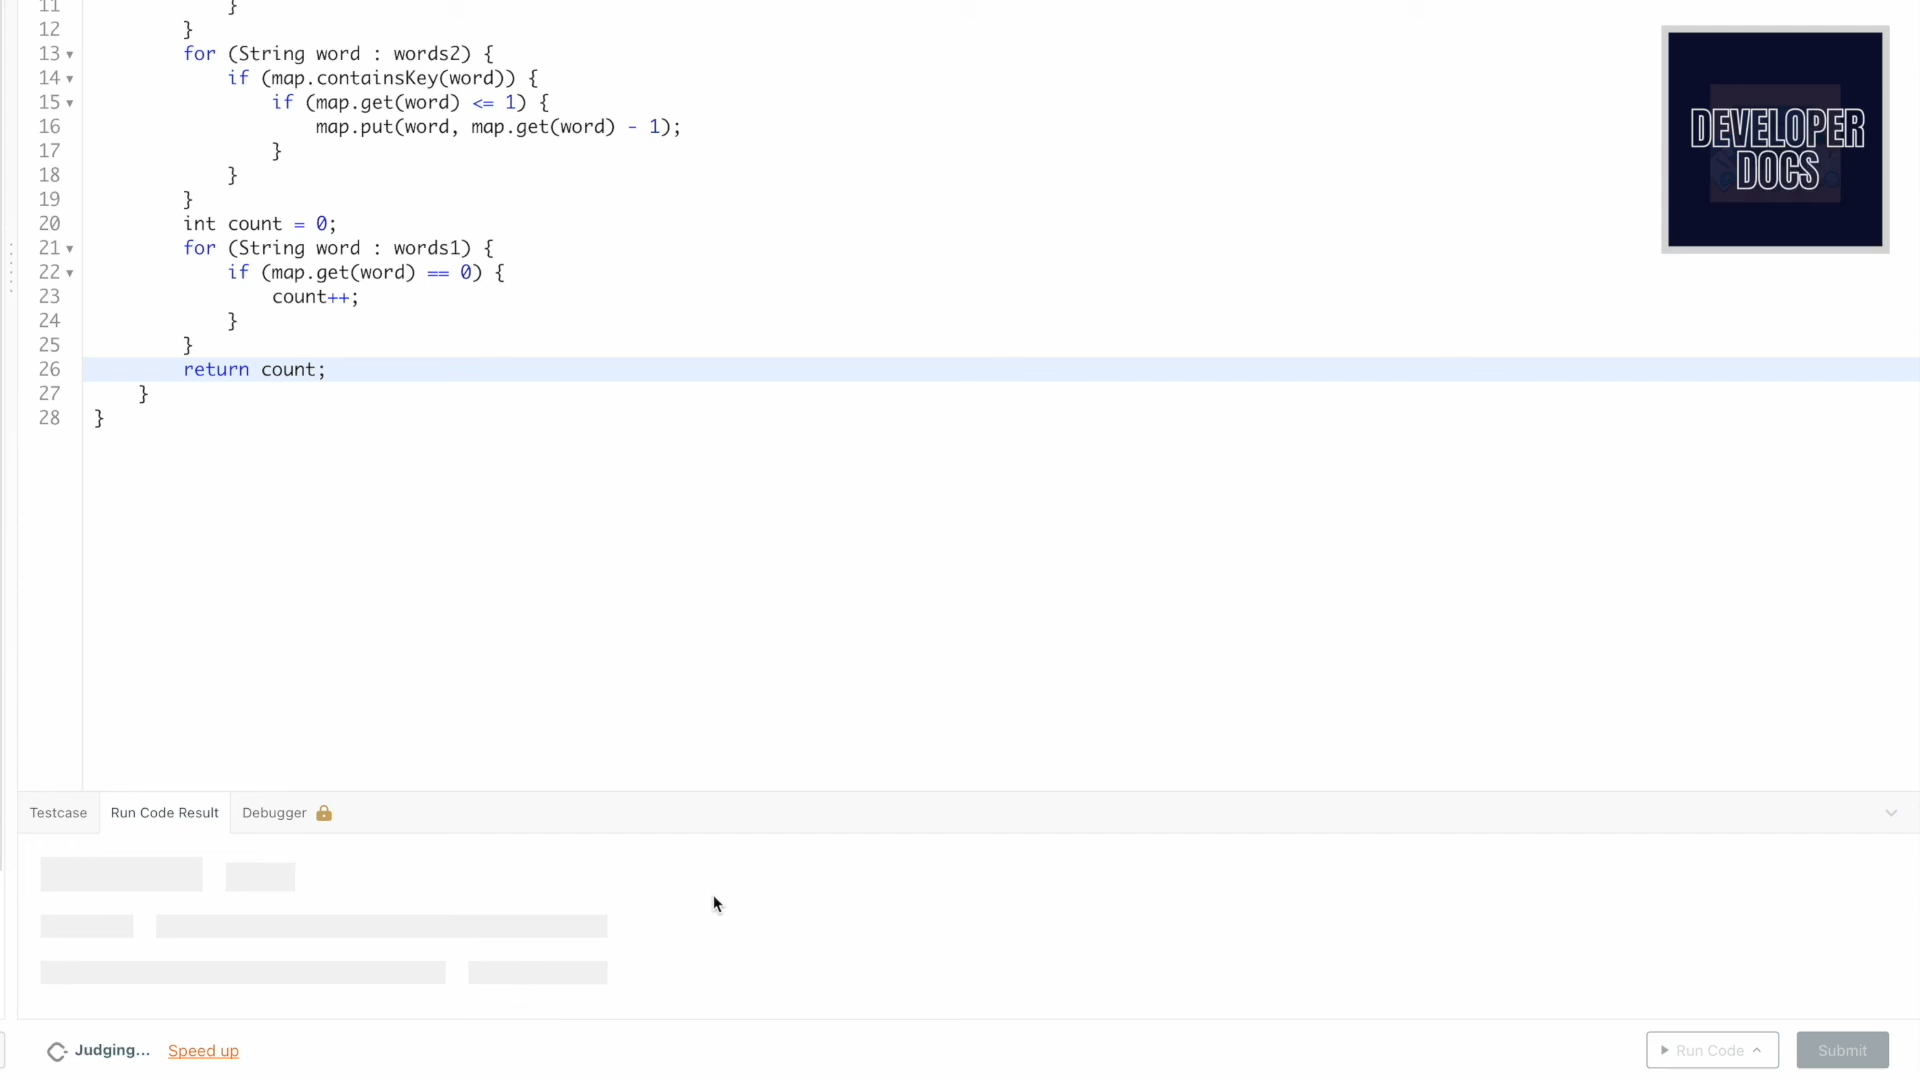 11 }
12 }
13 for (String word : words2) {
14 if (map.containsKey(word)) {
15 if (map.get(word) <= 1) {
16 map.put(word, map.get(word) - 1);
17 }
18 }
19 }
20 int count = 0;
21 for (String word : words1) {
22 if (map.get(word) == 0) {
23 count++;
24 }
25 }
26 return count;
27 }
28 }
DEVELOPER
DOCS
Testcase Run Code Result Debugger
Judging... Speed up Run Code Submit